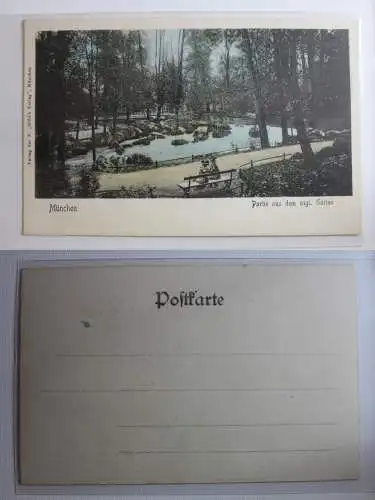 München
Partie aus dem engl. Garten
Postkarte